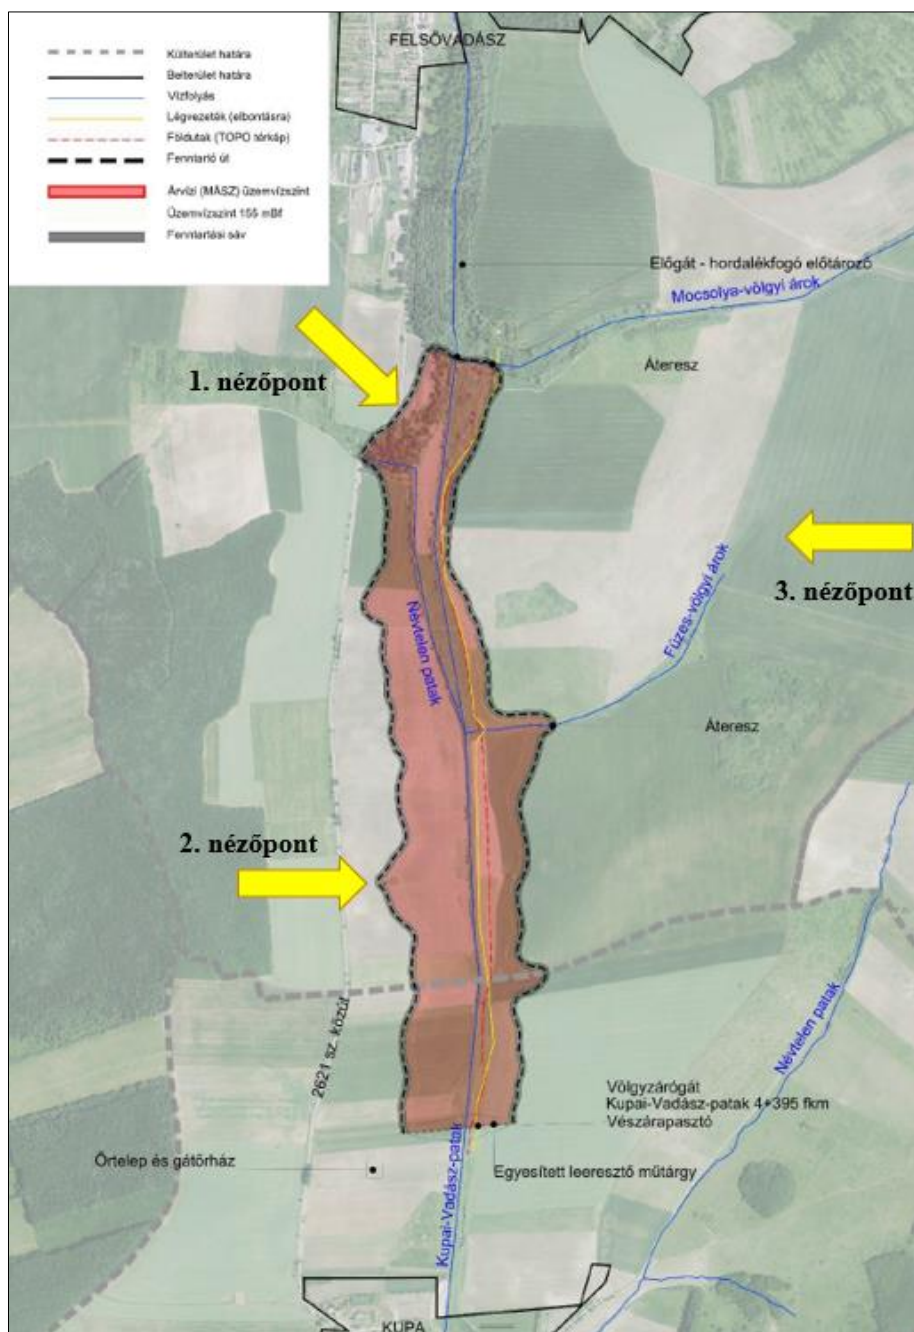 FELSŐVADÁSZ
Külterület határa
Belterület határa
Vízfolyás
Légvezeték (elbontásra)
Földutak (TOPO térkép)
Fenntartó út
Árvízi (MÁSZ) üzemvízszint
Üzemvízszint 155 mBf
Fenntartási sáv
Előgát - hordalékfogó előtározó
Mocsolya-völgyi árok
Áteresz
1. nézőpont
3. nézőpont
Füzes-völgyi árok
Névtelen patak
Áteresz
2. nézőpont
Névtelen patak
2621 sz. közút
Völgyzárógát
Kupai-Vadász-patak 4+395 fkm
Vészárapasztó
Őrtelep és gátőrház
Egyesített leeresztő műtárgy
Kupai-Vadász-patak
KUPA